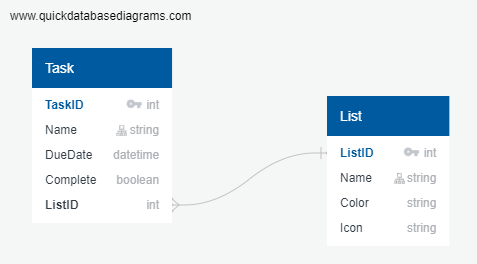 www.quickdatabasediagrams.com
Task
TaskID int
Name string
DueDate datetime
Complete boolean
ListID int
List
ListID int
Name string
Color string
Icon string